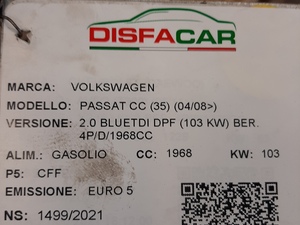 DISFACAR
MARCA: VOLKSWAGEN
MODELLO: PASSAT CC (35) (04/08>)
VERSIONE: 2.0 BLUETDI DPF (103 KW) BER.
4P/D/1968CC
ALIM.: GASOLIO CC: 1968 KW: 103
P5: CFF
EMISSIONE: EURO 5
NS: 1499/2021